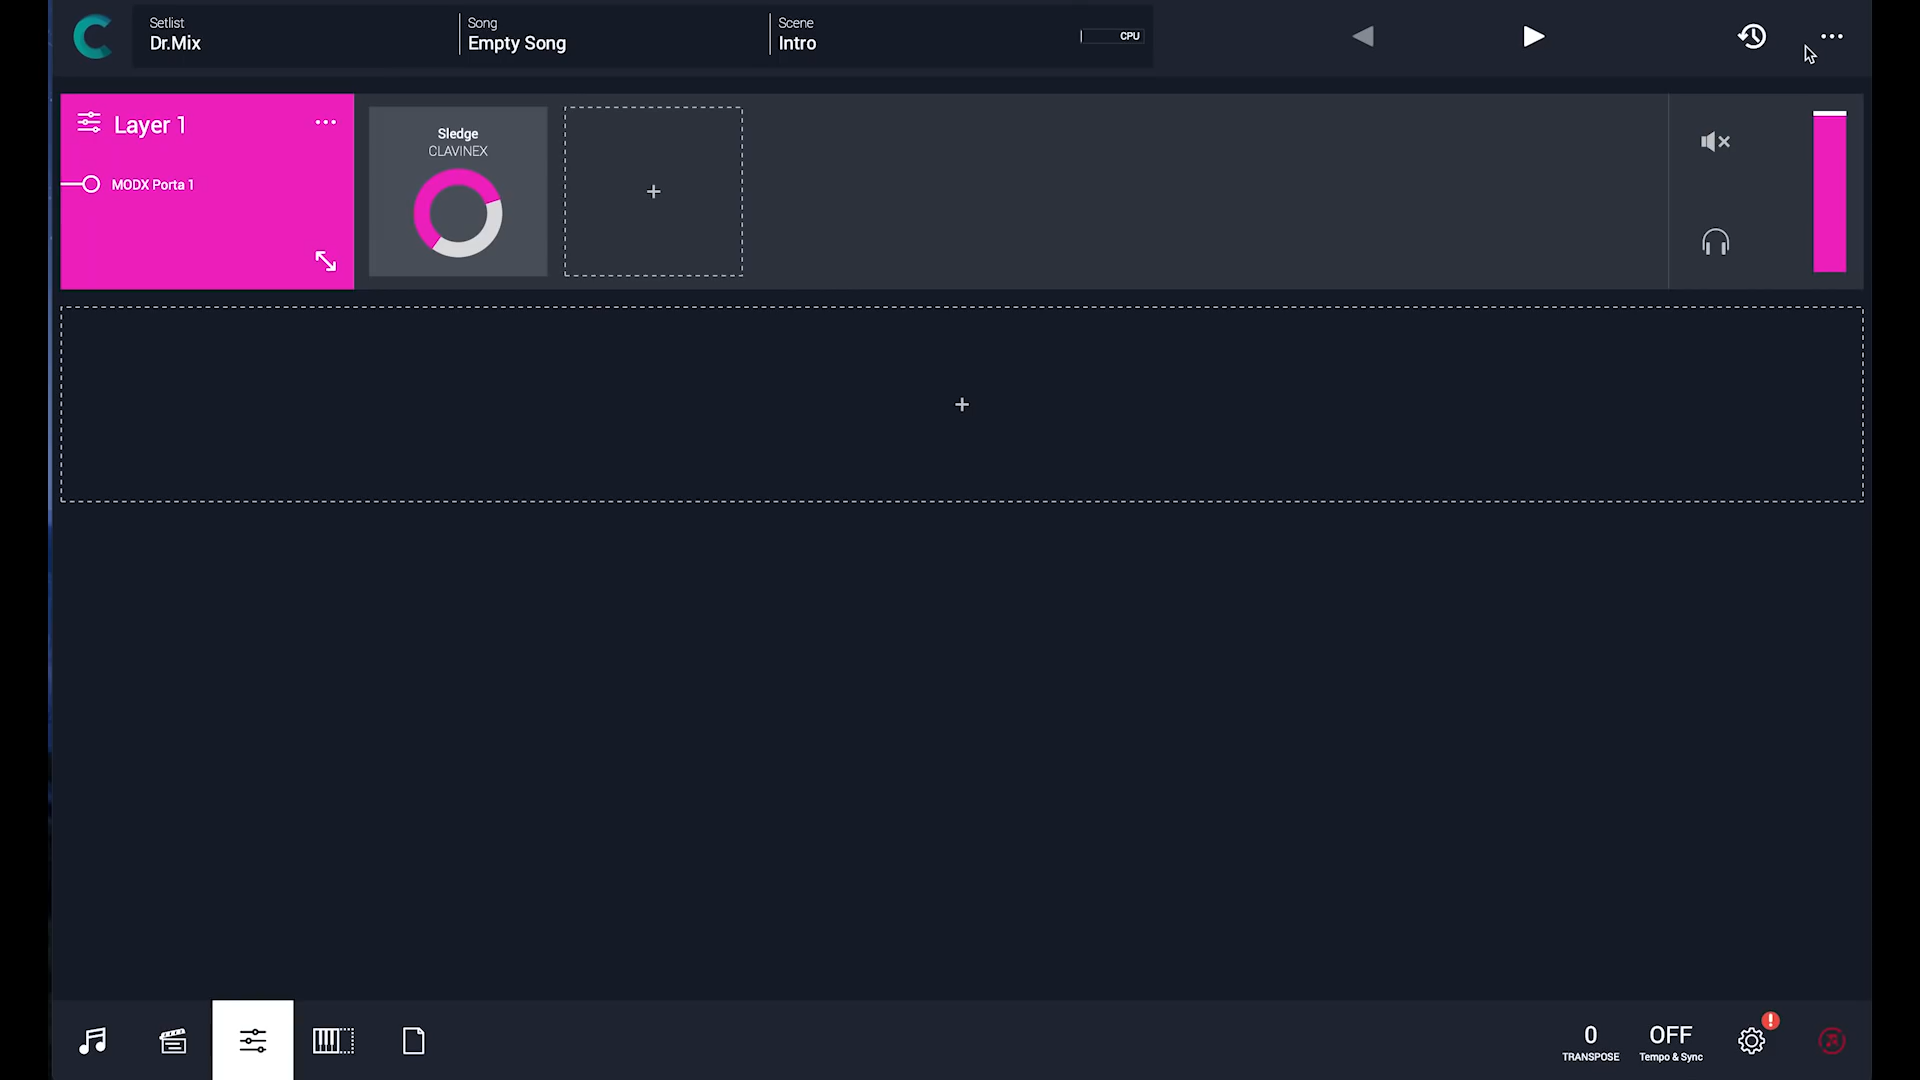 Setlist
Dr.Mix
Song
Empty Song
Scene
Intro
CPU
Layer 1
MODX Porta 1
Sledge
CLAVINEX
0
TRANSPOSE
OFF
Tempo & Sync